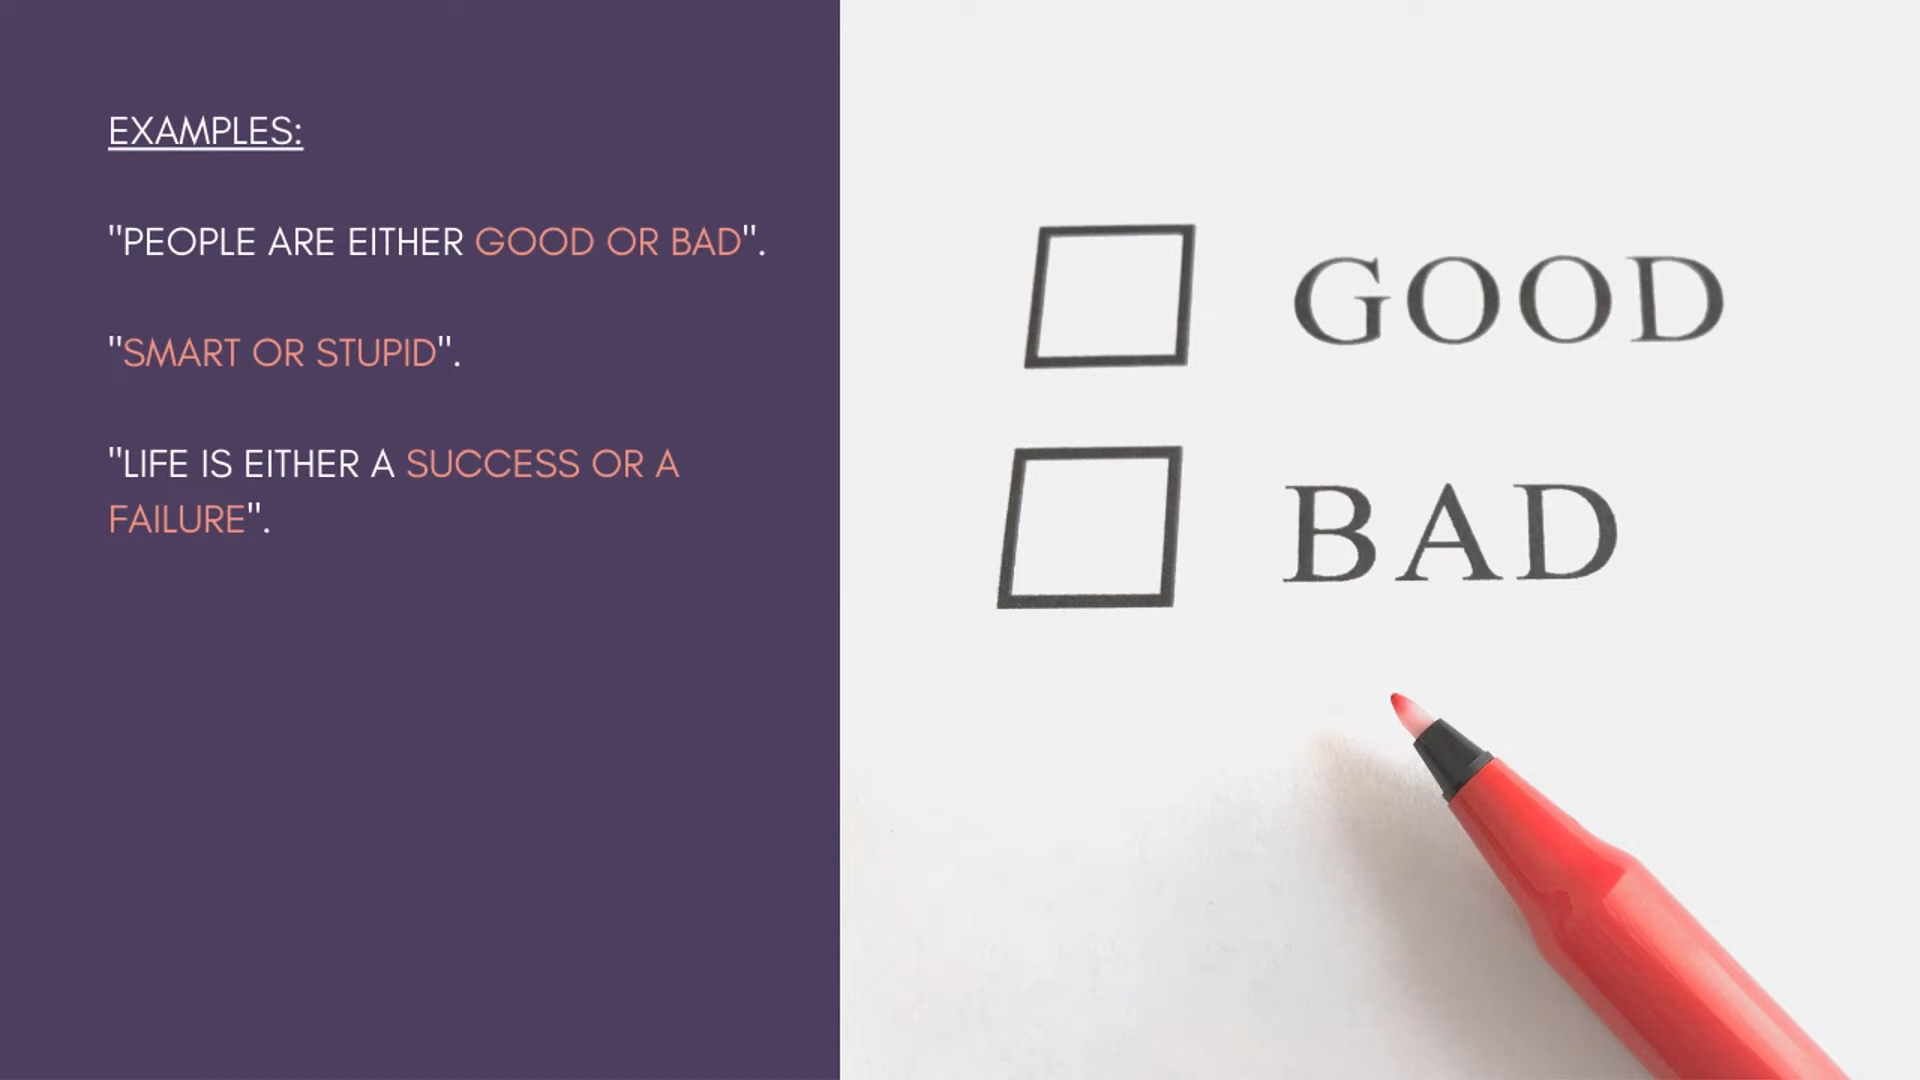 EXAMPLES:
"PEOPLE ARE EITHER GOOD OR BAD".
"SMART OR STUPID".
"LIFE IS EITHER A SUCCESS OR A
FAILURE".
GOOD
BAD